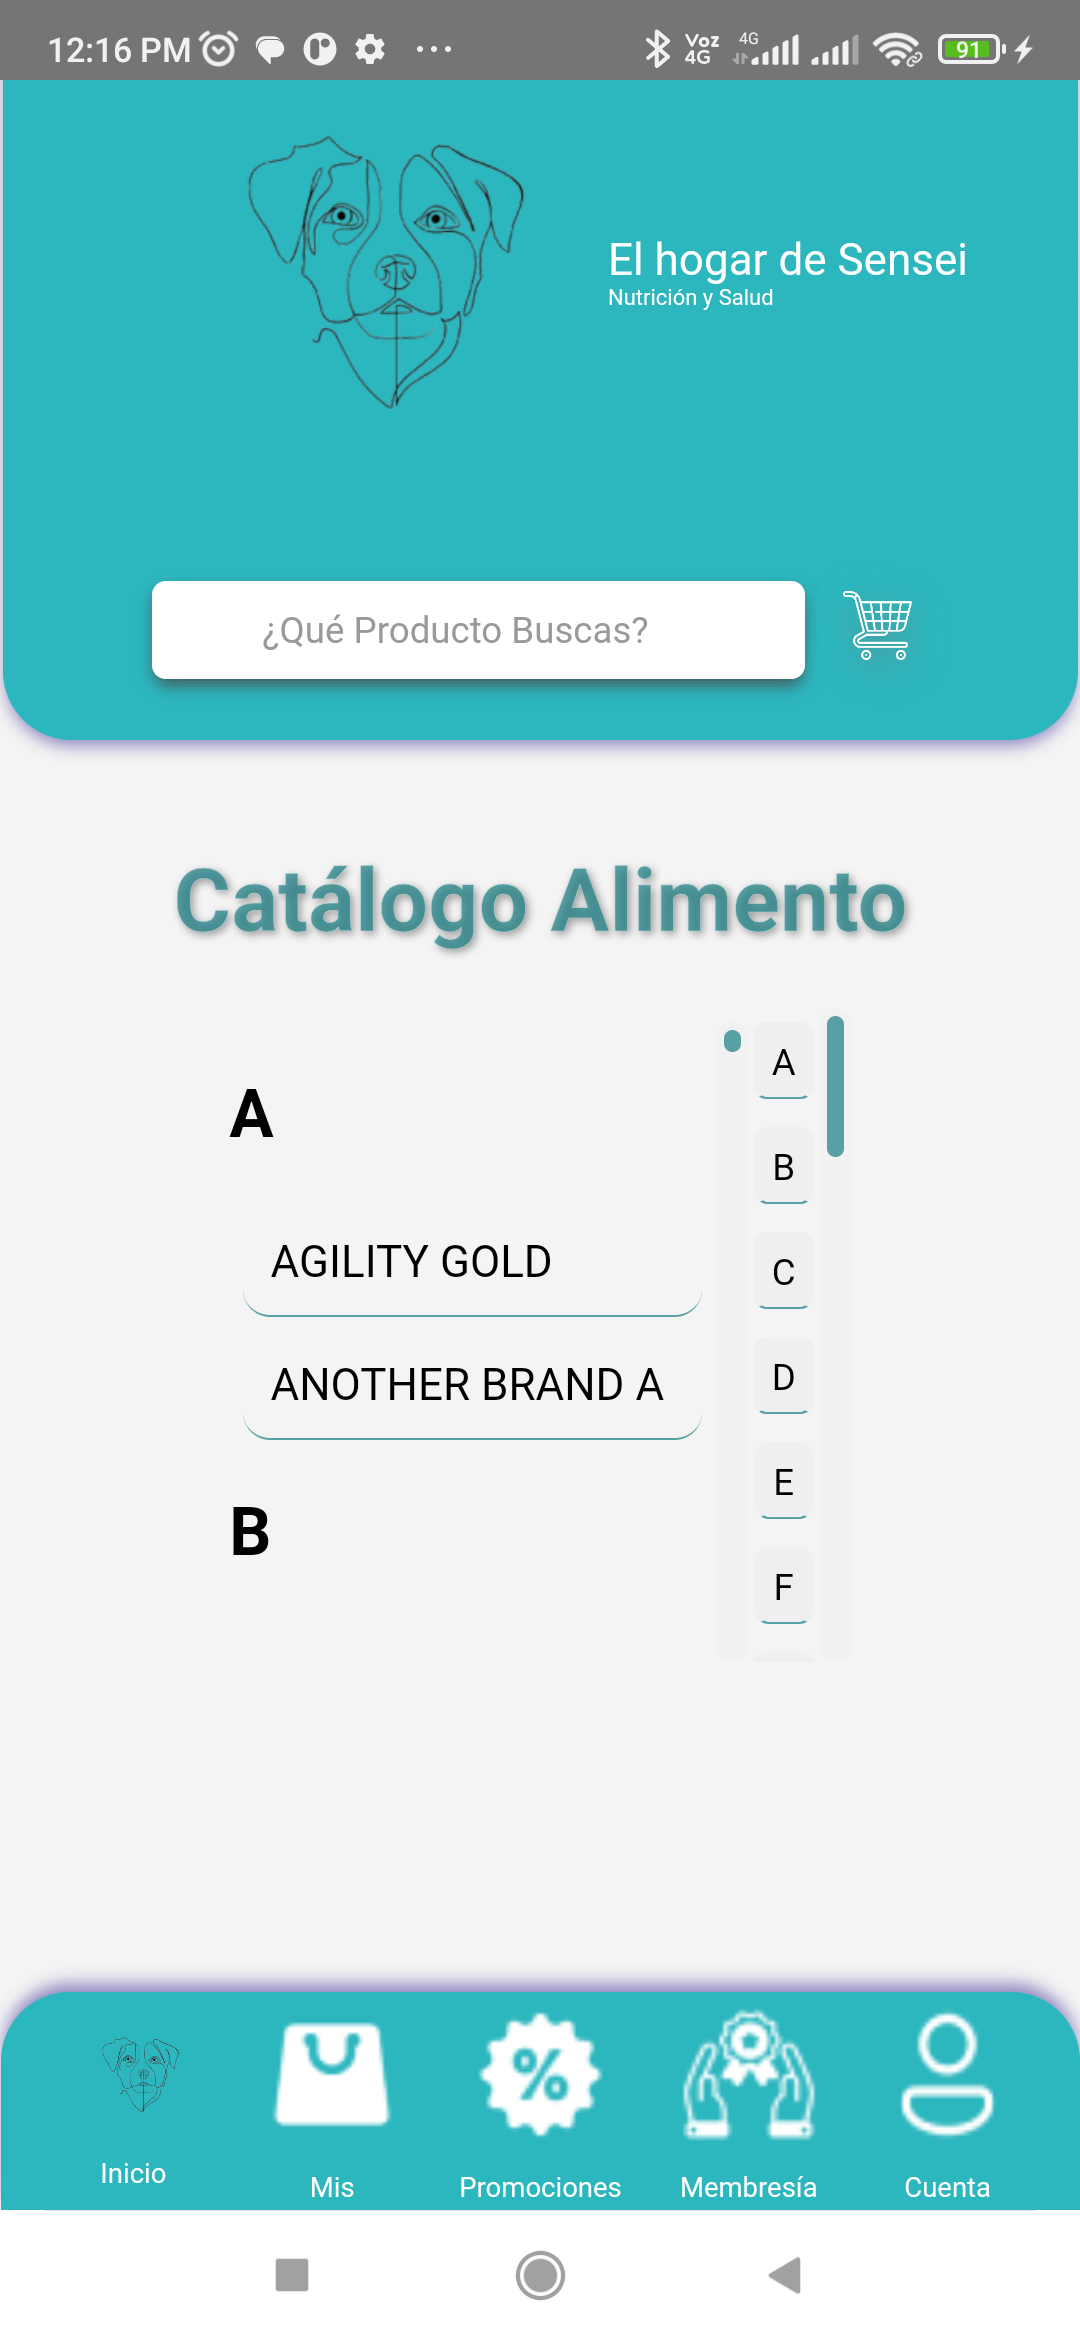 12:16 PM
Voz
4G
4G
91
El hogar de Sensei
Nutrición y Salud
¿Qué Producto Buscas?
Catálogo Alimento
A
AGILITY GOLD
ANOTHER BRAND A
B
A
B
C
D
E
F
%
Inicio
Mis
Promociones
Membresía
Cuenta